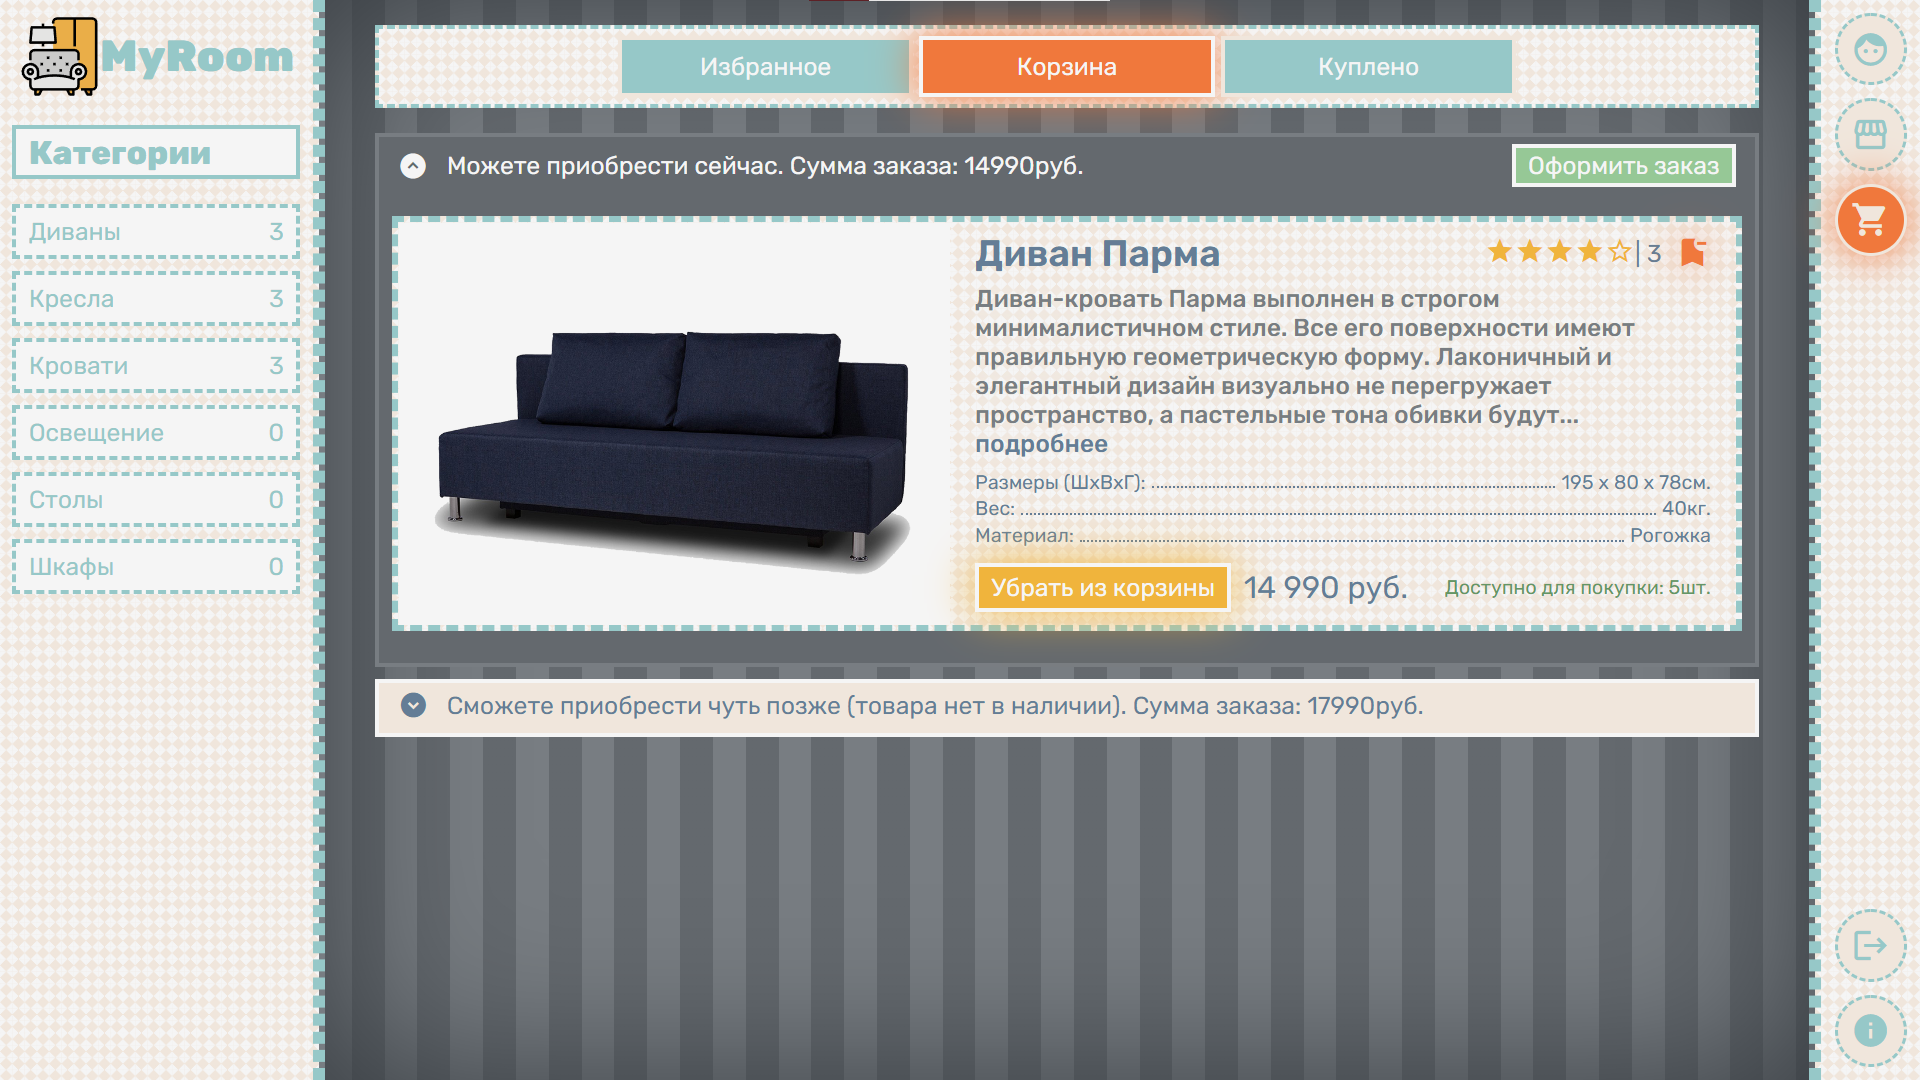 MyRoom
Категории
Диваны 3
Кресла 3
Кровати 3
Освещение 0
Столы 0
Шкафы 0
Избранное Корзина Куплено
Можете приобрести сейчас. Сумма заказа: 14990руб. Оформить заказ
Диван Парма | 3
Диван-кровать Парма выполнен в строгом
минималистичном стиле. Все его поверхности имеют
правильную геометрическую форму. Лаконичный и
элегантный дизайн визуально не перегружает
пространство, а пастельные тона обивки будут...
подробнее
Размеры (ШхВхГ): 195 x 80 x 78см.
Вес: 40кг.
Материал: Рогожка
Убрать из корзины 14 990 руб. Доступно для покупки: 5шт.
Сможете приобрести чуть позже (товара нет в наличии). Сумма заказа: 17990руб.